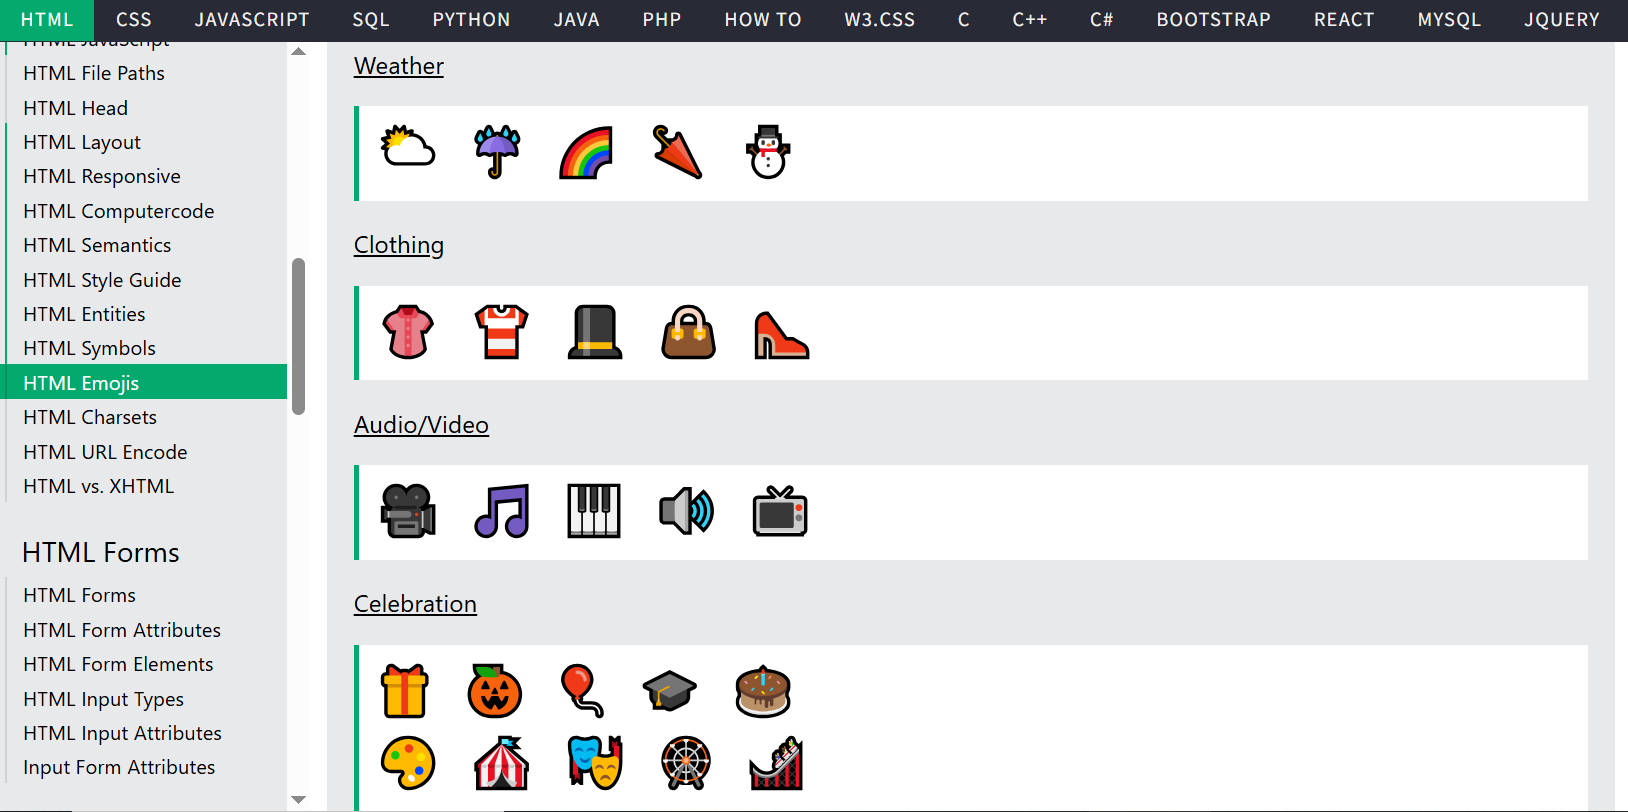 HTML CSS JAVASCRIPT SQL PYTHON JAVA PHP HOW TO W3.CSS C C++ C# BOOTSTRAP REACT MYSQL JQUERY
HTML JavaScript
HTML File Paths
HTML Head
HTML Layout
HTML Responsive
HTML Computercode
HTML Semantics
HTML Style Guide
HTML Entities
HTML Symbols
HTML Emojis
HTML Charsets
HTML URL Encode
HTML vs. XHTML
HTML Forms
HTML Forms
HTML Form Attributes
HTML Form Elements
HTML Input Types
HTML Input Attributes
Input Form Attributes
Weather
Clothing
Audio/Video
Celebration